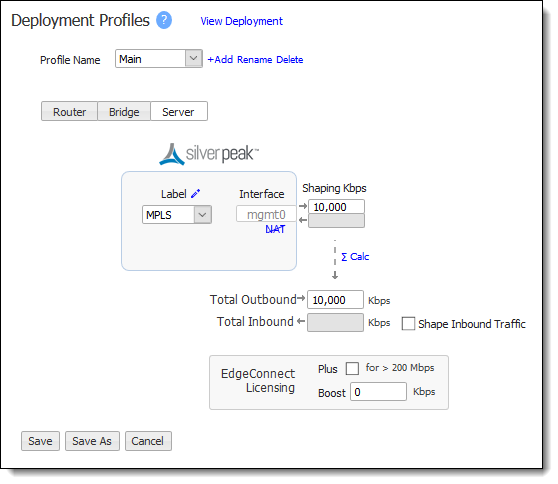 Deployment Profiles ? View Deployment
Profile Name Main +Add Rename Delete
Router Bridge Server
silver peak™
Label Interface Shaping Kbps
MPLS mgmt0 10,000
NAT
Σ Calc
Total Outbound 10,000 Kbps
Total Inbound Kbps Shape Inbound Traffic
EdgeConnect Licensing Plus for > 200 Mbps
Boost 0 Kbps
Save Save As Cancel